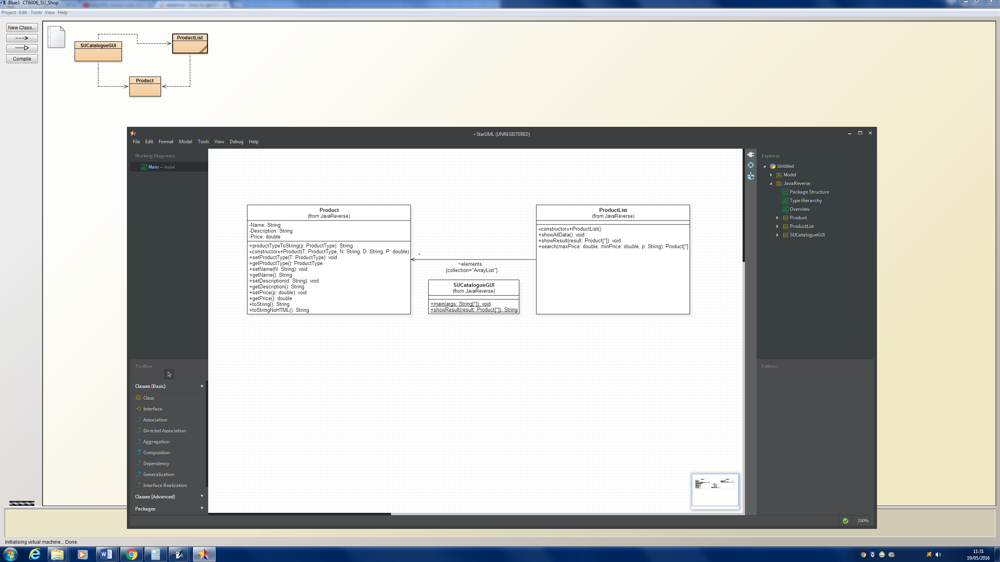 BlueJ: CT6006_SU_Shop
Project Edit Tools View Help
New Class...
Compile
SUCatalogueGUI
ProductList
Product
StarUML (UNREGISTERED)
File Edit Format Model Tools View Debug Help
Working Diagrams
Main — Model
Product
(from JavaReverse)
-Name: String
-Description: String
-Price: double
+productTypeToString(p: ProductType): String
«constructor»+Product(T: ProductType, N: String, D: String, P: double)
+setProductType(T: ProductType): void
+getProductType(): ProductType
+setName(N: String): void
+getName(): String
+setDescription(d: String): void
+getDescription(): String
+setPrice(p: double): void
+getPrice(): double
+toString(): String
+toStringNoHTML(): String
*
~elements
{collection="ArrayList"}
SUCatalogueGUI
(from JavaReverse)
+main(args: String[*]): void
+showResult(result: Product[*]): String
ProductList
(from JavaReverse)
«constructor»+ProductList()
+showAllData(): void
+showResult(result: Product[*]): void
+search(maxPrice: double, minPrice: double, p: String): Product[*]
Explorer
Untitled
Model
JavaReverse
Package Structure
Type Hierarchy
Overview
Product
ProductList
SUCatalogueGUI
Toolbox
Classes (Basic)
Class
Interface
Association
Directed Association
Aggregation
Composition
Dependency
Generalization
Interface Realization
Classes (Advanced)
Packages
Editors
100%
Initialising virtual machine... Done.
11:31
19/05/2016